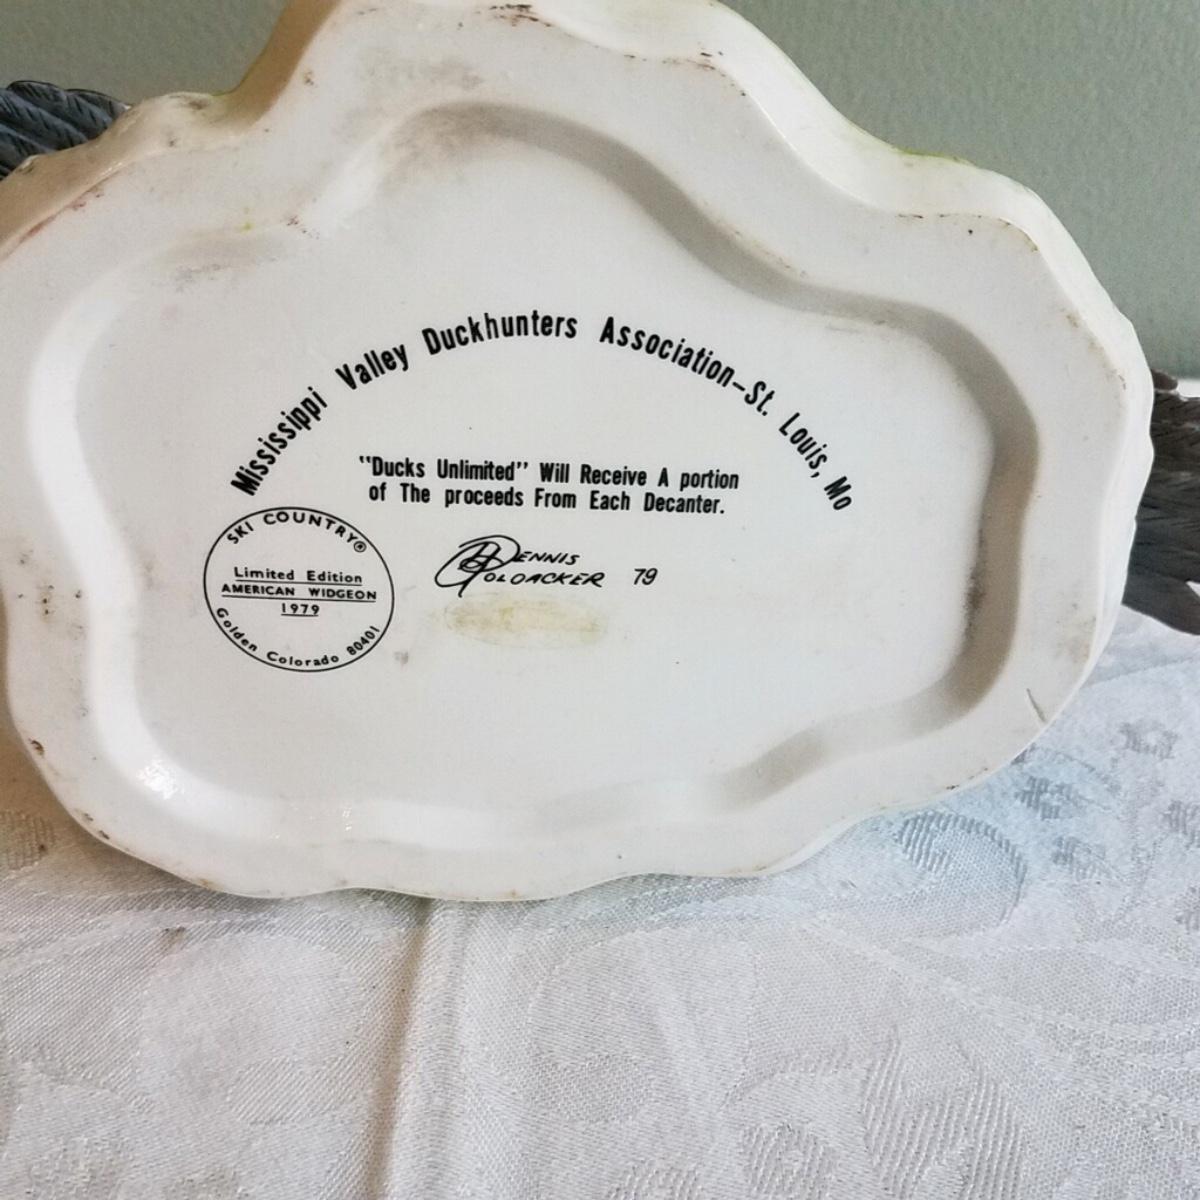 Mississippi Valley Duckhunters Association-St. Louis, Mo
"Ducks Unlimited" Will Receive A portion
of The proceeds From Each Decanter.
SKI COUNTRY®
Limited Edition
AMERICAN WIDGEON
1979
Golden Colorado 80401
DENNIS
GOLOACKER 79